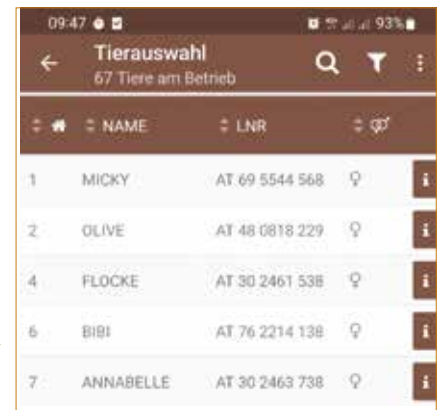 09:47 93%
Tierauswahl
67 Tiere am Betrieb
NAME LNR
1 MICKY AT 69 5544 568 ♀ i
2 OLIVE AT 48 0818 229 ♀ i
4 FLOCKE AT 30 2461 538 ♀ i
6 BIBI AT 76 2214 138 ♀ i
7 ANNABELLE AT 30 2463 738 ♀ i